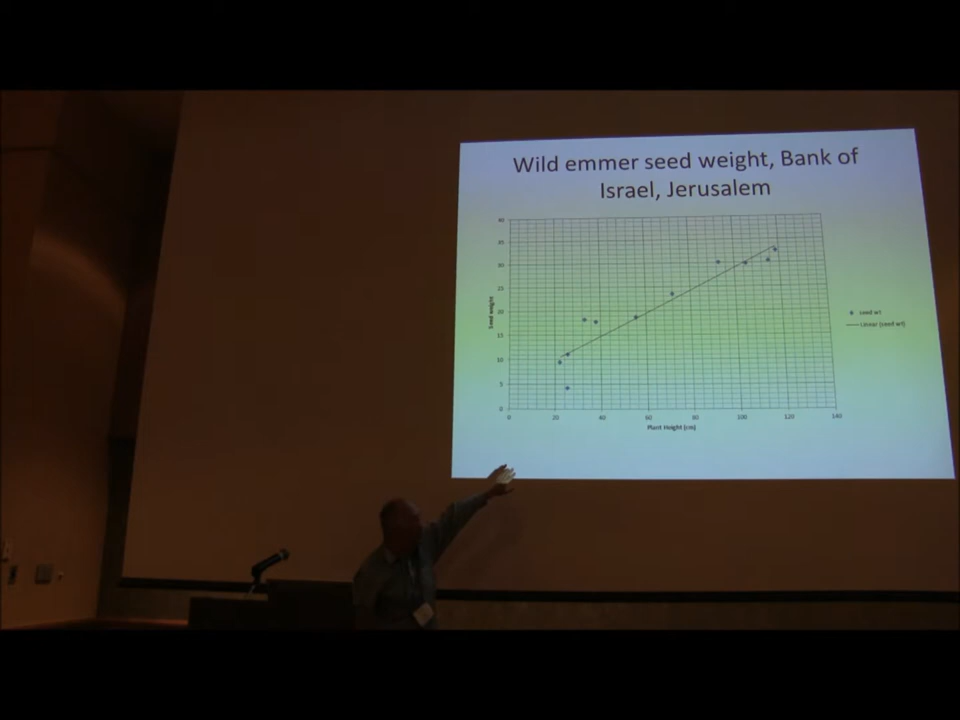 Wild emmer seed weight, Bank of
Israel, Jerusalem
40
35
30
25
20
15
10
5
0
Seed weight
0 20 40 60 80 100 120 140
Plant Height (cm)
seed wt
Linear (seed wt)